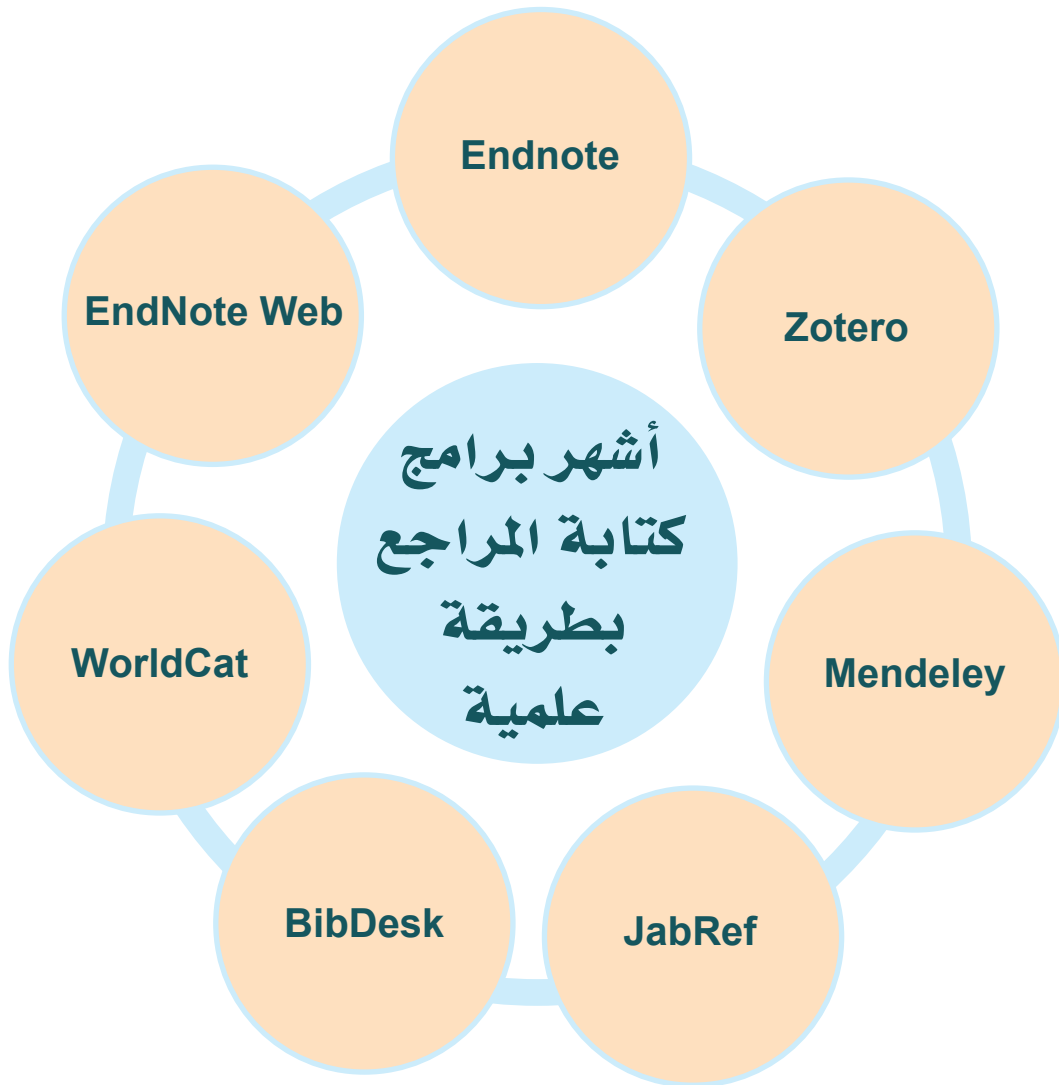 أشهر برامج
كتابة المراجع
بطريقة
علمية
Endnote
Zotero
Mendeley
JabRef
BibDesk
WorldCat
EndNote Web